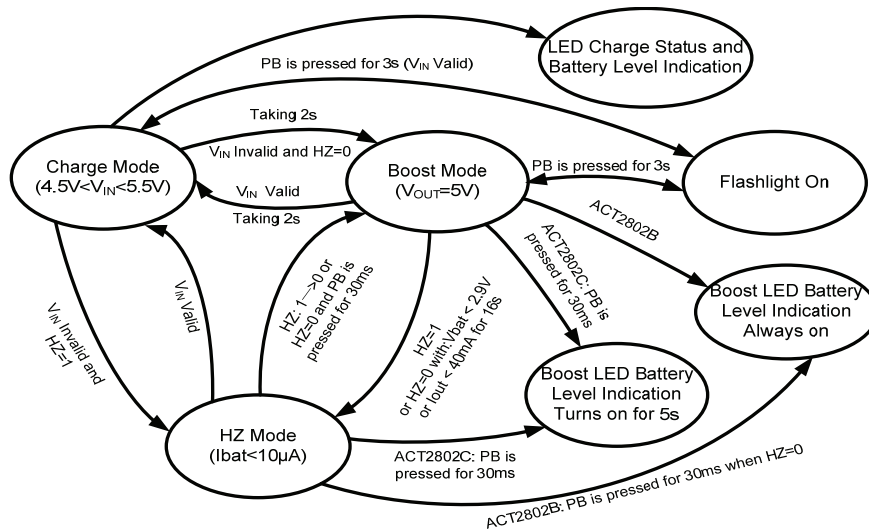 LED Charge Status and
Battery Level Indication
PB is pressed for 3s (VIN Valid)
Taking 2s
VIN Invalid and HZ=0
Charge Mode
(4.5V<VIN<5.5V)
Boost Mode
(VOUT=5V)
PB is pressed for 3s
Flashlight On
VIN Valid
Taking 2s
ACT2802B
ACT2802C: PB is
pressed for 30ms
Boost LED Battery
Level Indication
Always on
VIN Invalid and
HZ=1
VIN Valid
HZ: 1--->0 or
HZ=0 and PB is
pressed for 30ms
HZ=1
or HZ=0 with:Vbat < 2.9V
or Iout < 40mA for 16s
Boost LED Battery
Level Indication
Turns on for 5s
HZ Mode
(Ibat<10µA)
ACT2802C: PB is
pressed for 30ms
ACT2802B: PB is pressed for 30ms when HZ=0